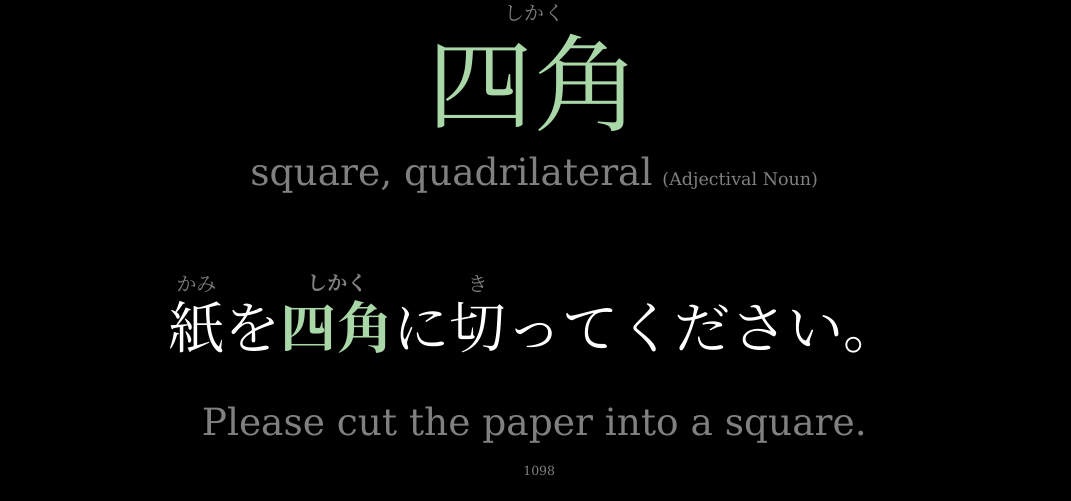 しかく
四角
square, quadrilateral (Adjectival Noun)
かみ しかく き
紙を四角に切ってください。
Please cut the paper into a square.
1098